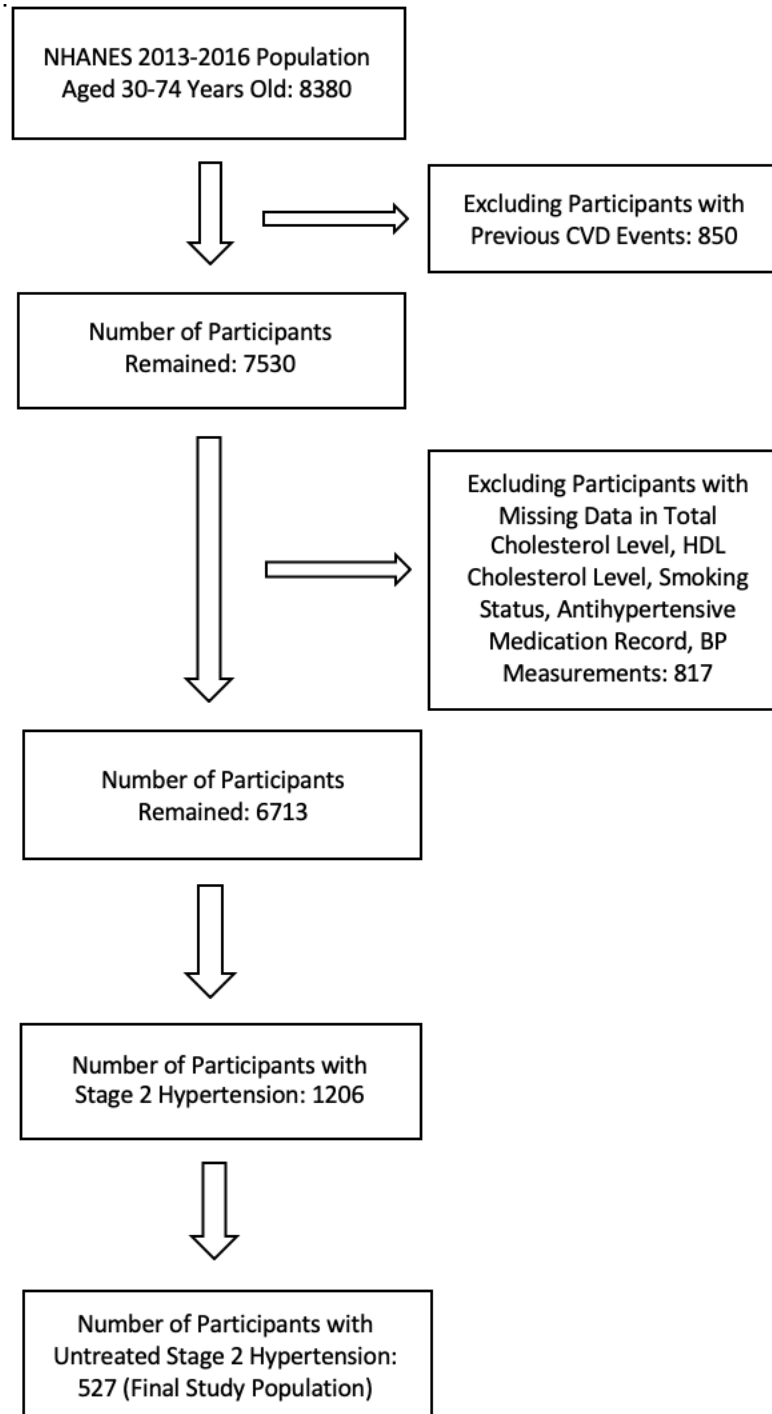 NHANES 2013-2016 Population
Aged 30-74 Years Old: 8380
Excluding Participants with
Previous CVD Events: 850
Number of Participants
Remained: 7530
Excluding Participants with
Missing Data in Total
Cholesterol Level, HDL
Cholesterol Level, Smoking
Status, Antihypertensive
Medication Record, BP
Measurements: 817
Number of Participants
Remained: 6713
Number of Participants with
Stage 2 Hypertension: 1206
Number of Participants with
Untreated Stage 2 Hypertension:
527 (Final Study Population)